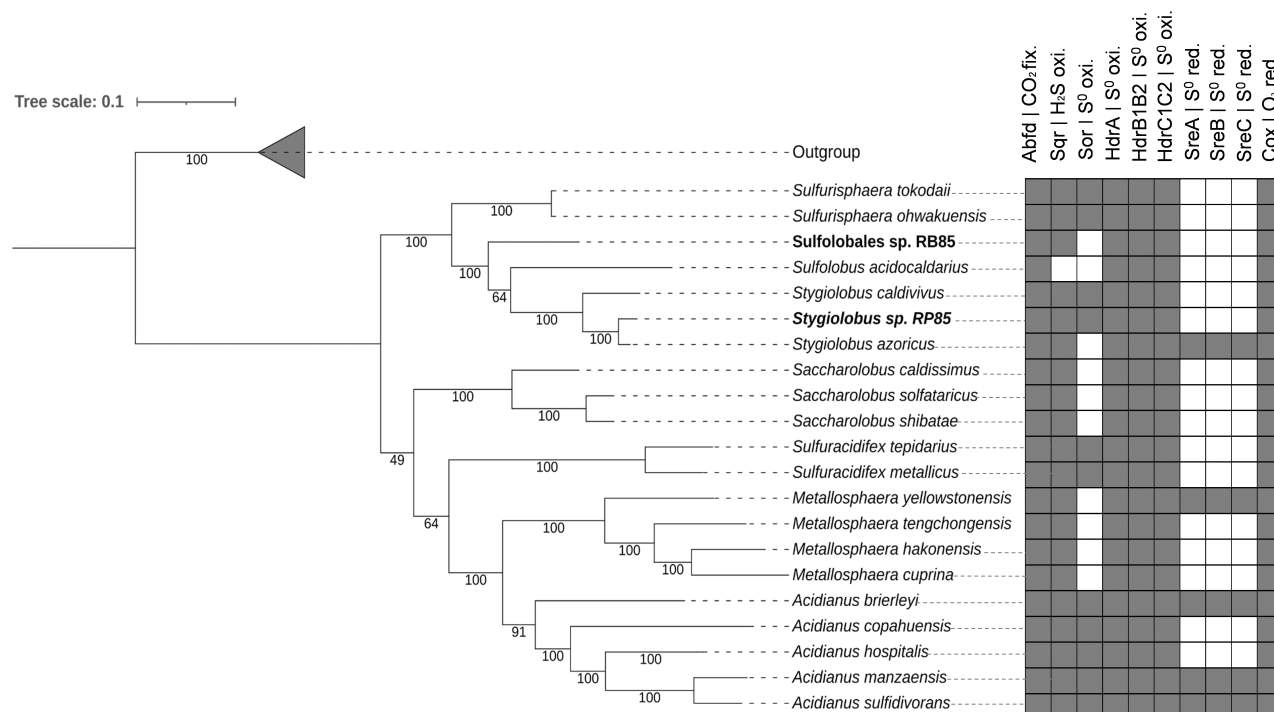 Abfd | CO₂ fix.
Sqr | H₂S oxi.
Sor | S⁰ oxi.
HdrA | S⁰ oxi.
HdrB1B2 | S⁰ oxi.
HdrC1C2 | S⁰ oxi.
SreA | S⁰ red.
SreB | S⁰ red.
SreC | S⁰ red.
Cox | O₂ red.
Tree scale: 0.1
100
Outgroup
Sulfurisphaera tokodaii
100
Sulfurisphaera ohwakuensis
100
Sulfolobales sp. RB85
100
Sulfolobus acidocaldarius
64
Stygiolobus caldivivus
100
Stygiolobus sp. RP85
100
Stygiolobus azoricus
Saccharolobus caldissimus
100
Saccharolobus solfataricus
100
Saccharolobus shibatae
Sulfuracidifex tepidarius
49
100
Sulfuracidifex metallicus
Metallosphaera yellowstonensis
64
100
Metallosphaera tengchongensis
100
Metallosphaera hakonensis
100
Metallosphaera cuprina
100
Acidianus brierleyi
91
Acidianus copahuensis
100
Acidianus hospitalis
100
100
Acidianus manzaensis
100
Acidianus sulfidivorans